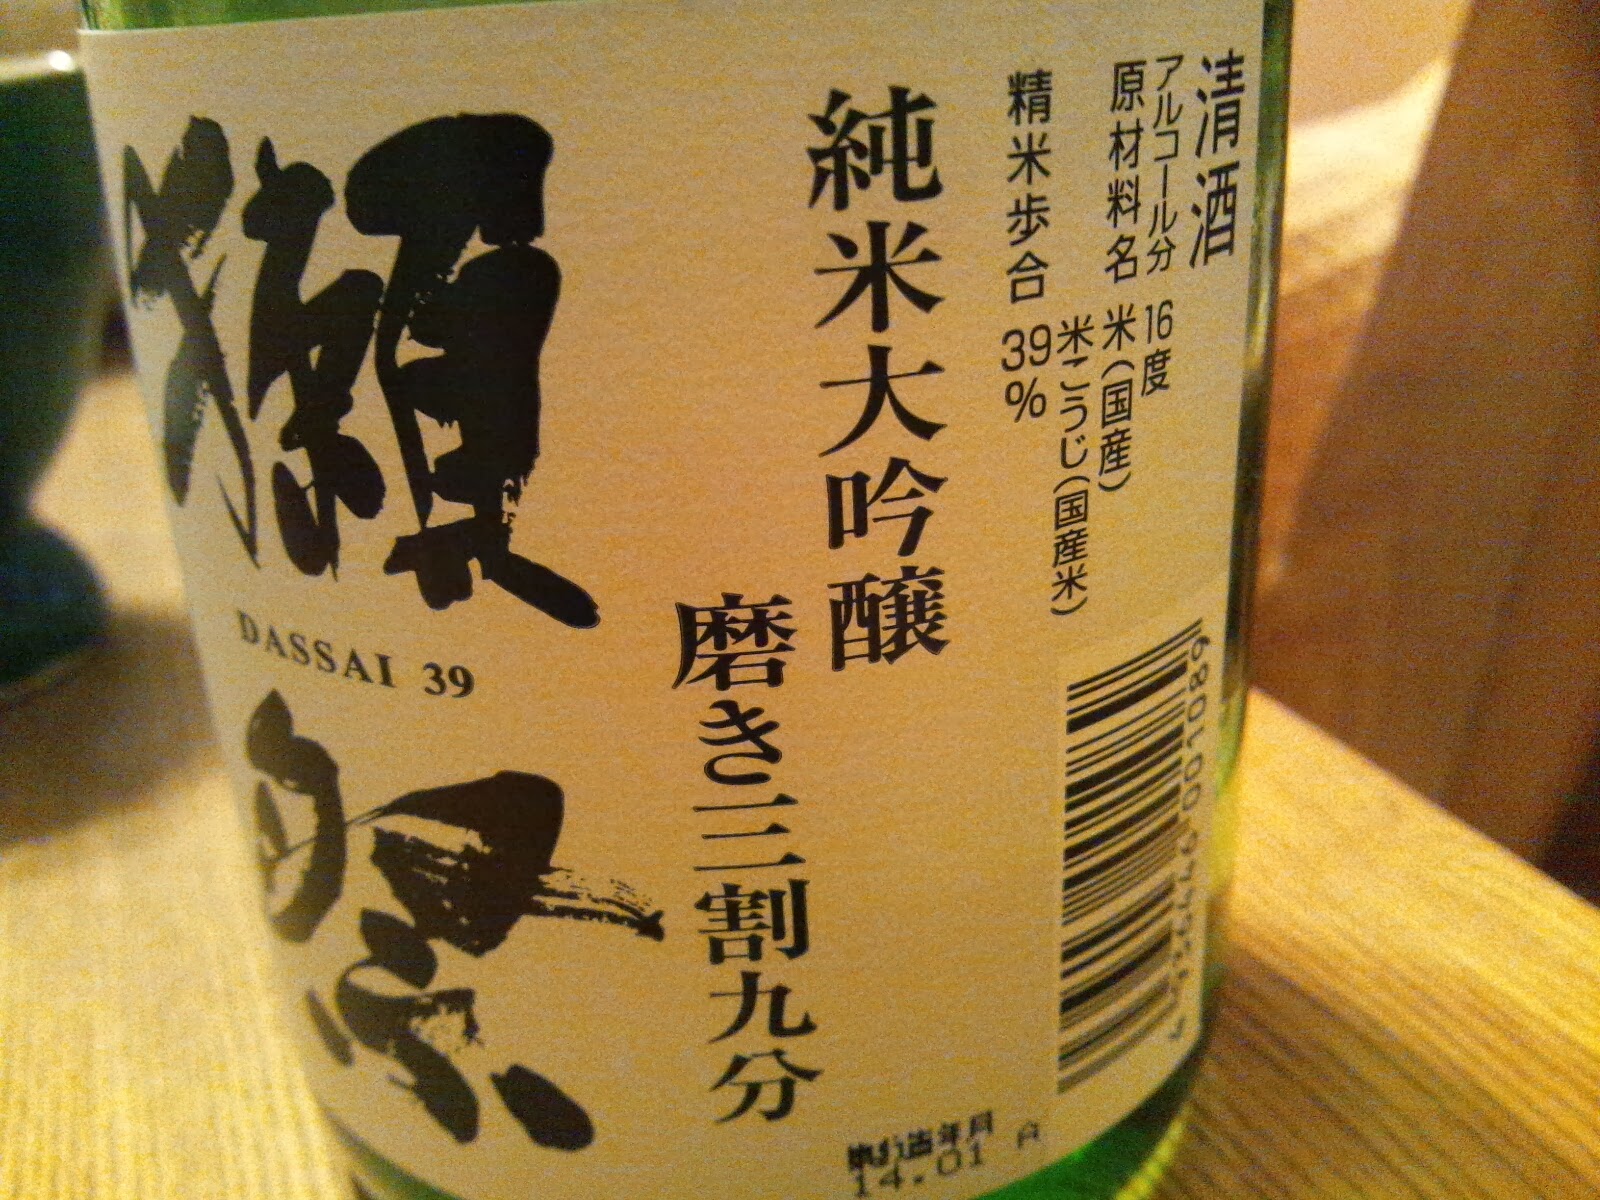 清酒
アルコール分 16度
原材料名 米(国産)
米こうじ(国産米)
精米歩合 39%
純米大吟醸
磨き三割九分
獺祭
DASSAI 39
製造年月
14.01 A